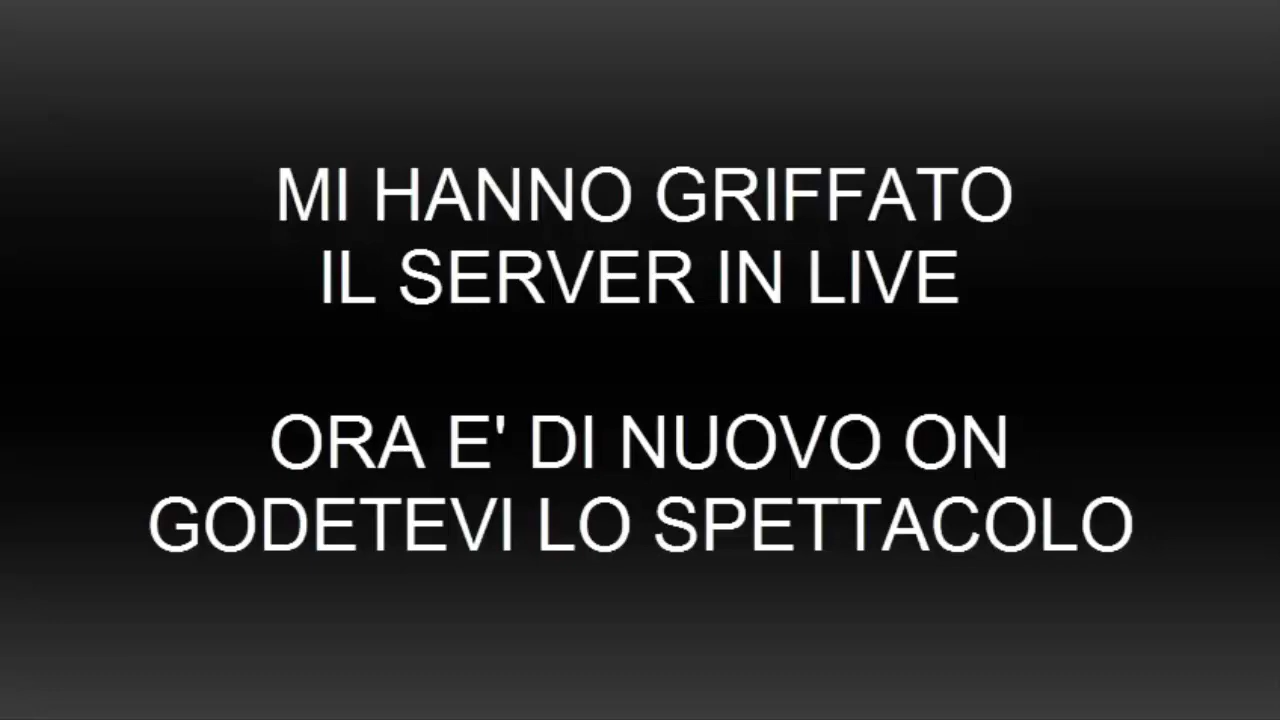 MI HANNO GRIFFATO
IL SERVER IN LIVE
ORA E' DI NUOVO ON
GODETEVI LO SPETTACOLO